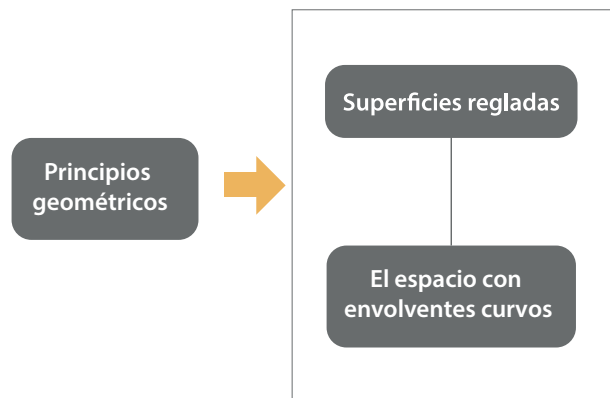 Principios
geométricos
Superficies regladas
El espacio con
envolventes curvos